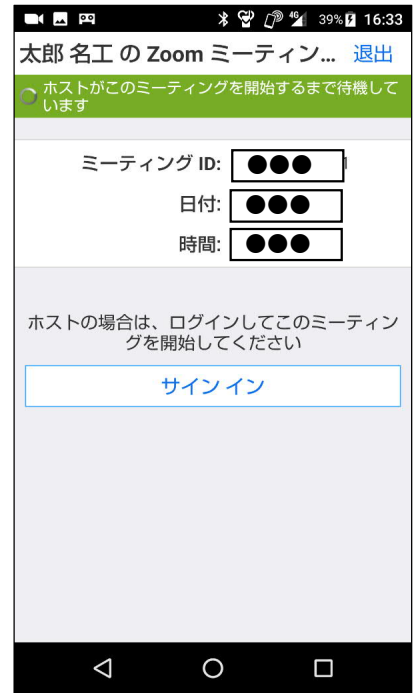 4G 39% 16:33
太郎 名工 の Zoom ミーティン... 退出
ホストがこのミーティングを開始するまで待機して
います
ミーティング ID: ●●●
日付: ●●●
時間: ●●●
ホストの場合は、ログインしてこのミーティン
グを開始してください
サイン イン